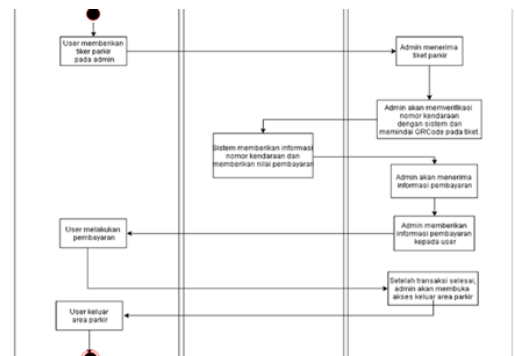 User memberikan
tiker parkir
pada admin
Admin menerima
tiket parkir
Admin akan memverifikasi
nomor kendaraan
dengan sistem dan
memindai QRCode pada tiket.
Sistem memberikan informasi
nomor kendaraan dan
memberikan nilai pembayaran
Admin akan menerima
informasi pembayaran
User melakukan
pembayaran
Admin memberikan
informasi pembayaran
kepada user
Setelah transaksi selesai,
admin akan membuka
akses keluar area parkir
User keluar
area parkir